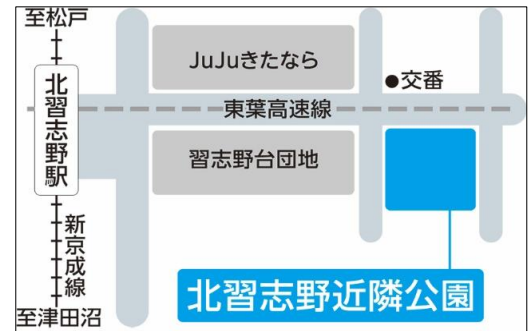 至松戸
北習志野駅
新京成線
至津田沼
JuJuきたなら
●交番
東葉高速線
習志野台団地
北習志野近隣公園